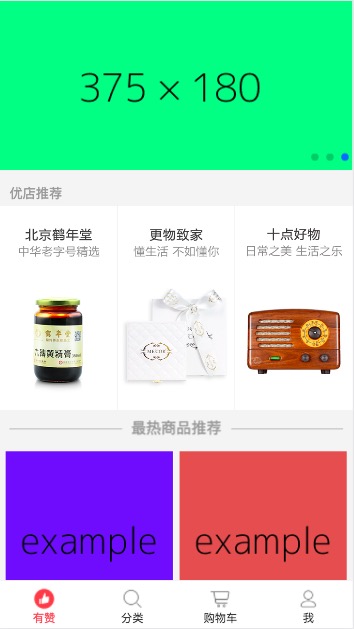 375 × 180
优店推荐
北京鹤年堂
中华老字号精选
更物致家
懂生活 不如懂你
十点好物
日常之美 生活之乐
最热商品推荐
example
example
有赞
分类
购物车
我